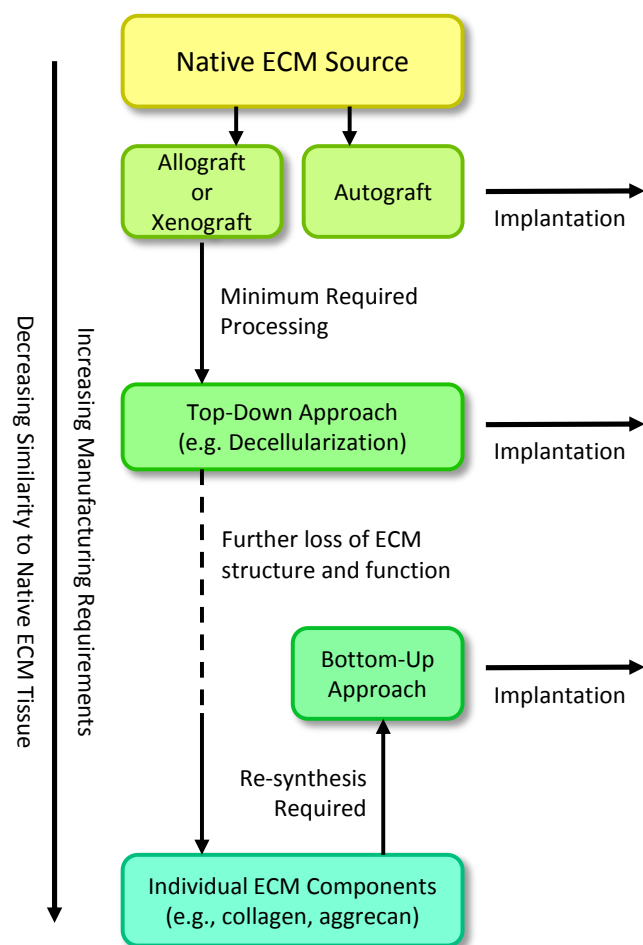 Native ECM Source
Allograft
or
Xenograft
Autograft
Implantation
Minimum Required
Processing
Top-Down Approach
(e.g. Decellularization)
Implantation
Further loss of ECM
structure and function
Bottom-Up
Approach
Implantation
Re-synthesis
Required
Individual ECM Components
(e.g., collagen, aggrecan)
Increasing Manufacturing Requirements
Decreasing Similarity to Native ECM Tissue